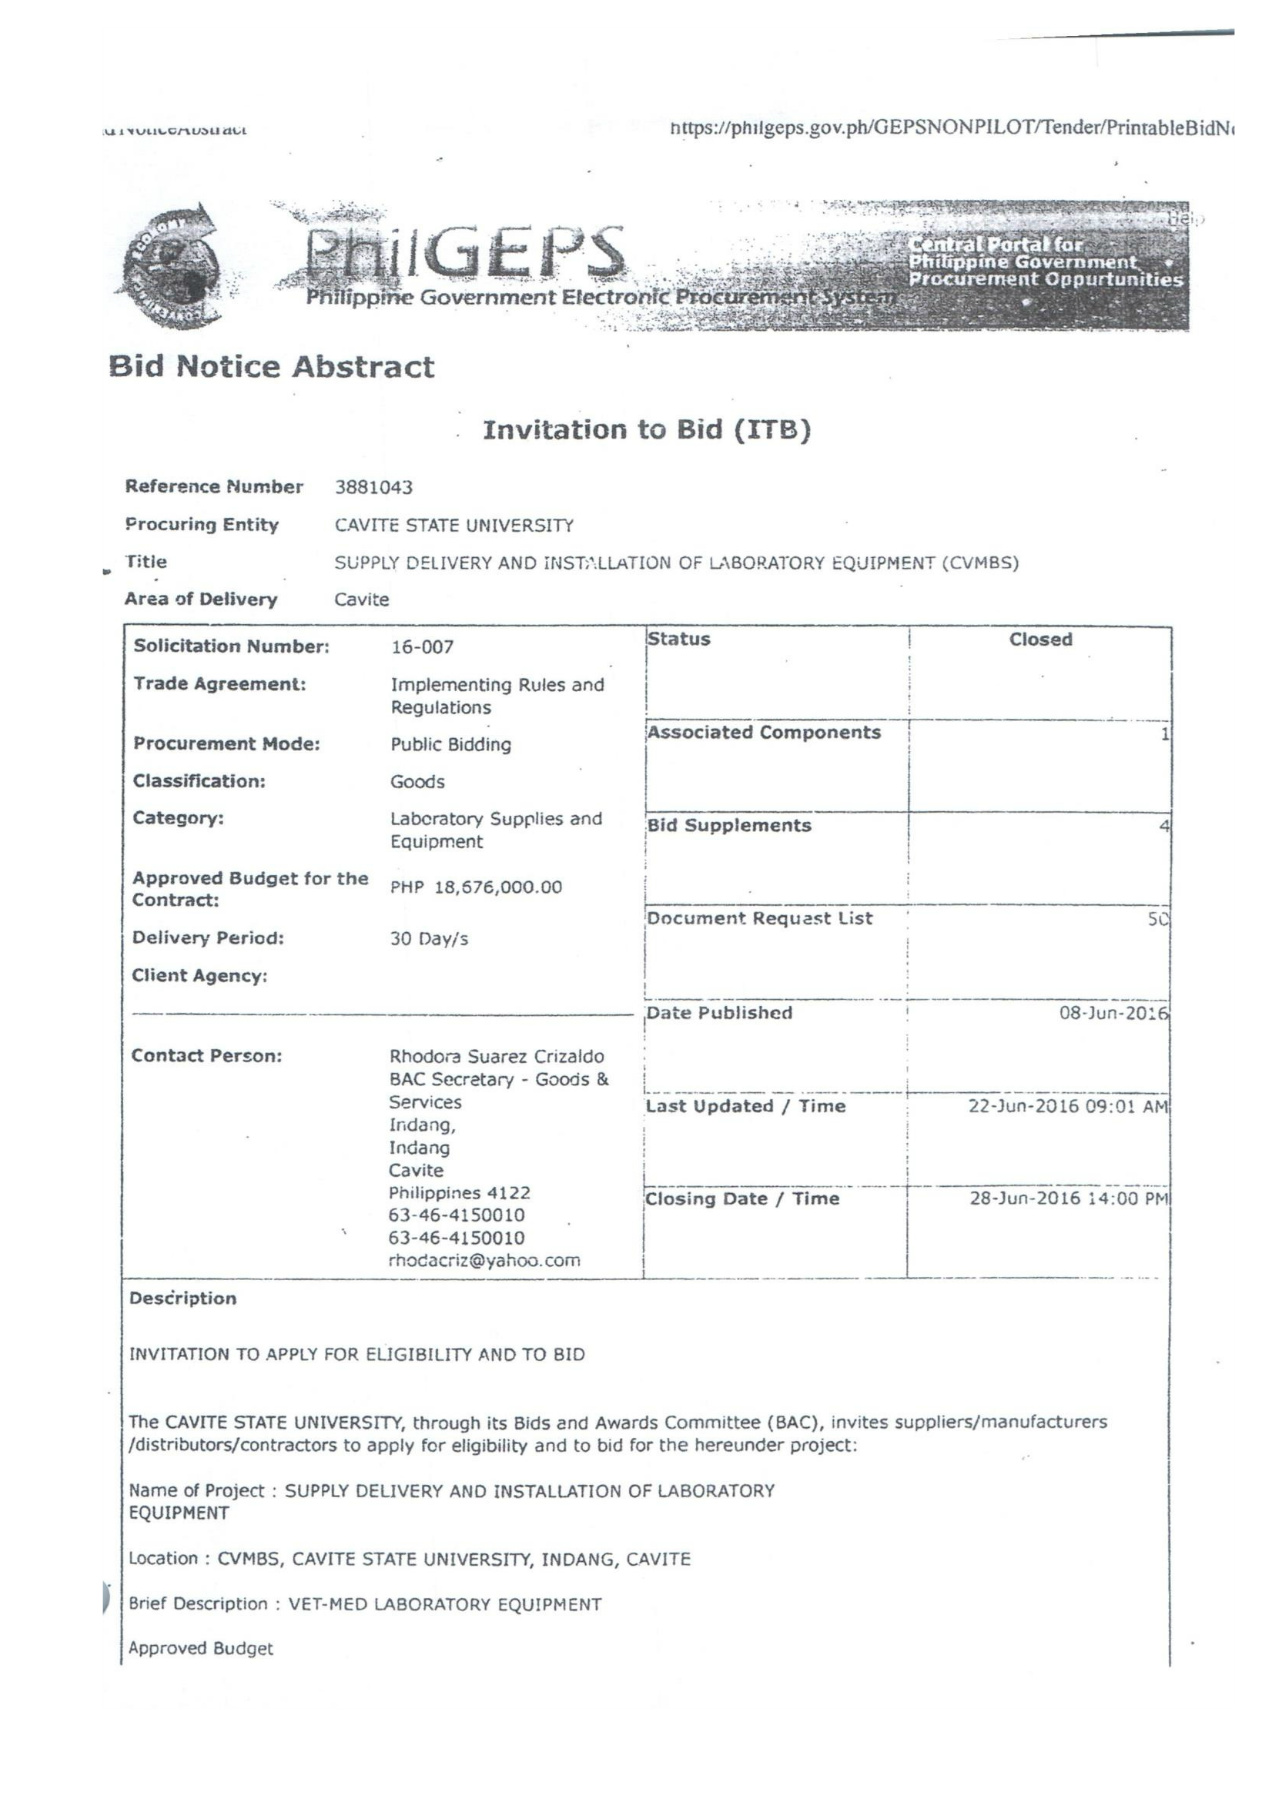 https://philgeps.gov.ph/GEPSNONPILOT/Tender/PrintableBidN
Help
ECONOMY
PhilGEPS
Philippine Government Electronic Procurement System
Central Portal for
Philippine Government
Procurement Oppurtunities
Bid Notice Abstract
Invitation to Bid (ITB)
Reference Number 3881043
Procuring Entity CAVITE STATE UNIVERSITY
Title SUPPLY DELIVERY AND INSTALLATION OF LABORATORY EQUIPMENT (CVMBS)
Area of Delivery Cavite
Solicitation Number: 16-007
Trade Agreement: Implementing Rules and
Regulations
Procurement Mode: Public Bidding
Classification: Goods
Category: Laboratory Supplies and
Equipment
Approved Budget for the
Contract: PHP 18,676,000.00
Delivery Period: 30 Day/s
Client Agency:
Contact Person: Rhodora Suarez Crizaldo
BAC Secretary - Goods &
Services
Indang,
Indang
Cavite
Philippines 4122
63-46-4150010
63-46-4150010
rhodacriz@yahoo.com
Status Closed
Associated Components 1
Bid Supplements 4
Document Request List 50
Date Published 08-Jun-2016
Last Updated / Time 22-Jun-2016 09:01 AM
Closing Date / Time 28-Jun-2016 14:00 PM
Description
INVITATION TO APPLY FOR ELIGIBILITY AND TO BID
The CAVITE STATE UNIVERSITY, through its Bids and Awards Committee (BAC), invites suppliers/manufacturers
/distributors/contractors to apply for eligibility and to bid for the hereunder project:
Name of Project : SUPPLY DELIVERY AND INSTALLATION OF LABORATORY
EQUIPMENT
Location : CVMBS, CAVITE STATE UNIVERSITY, INDANG, CAVITE
Brief Description : VET-MED LABORATORY EQUIPMENT
Approved Budget